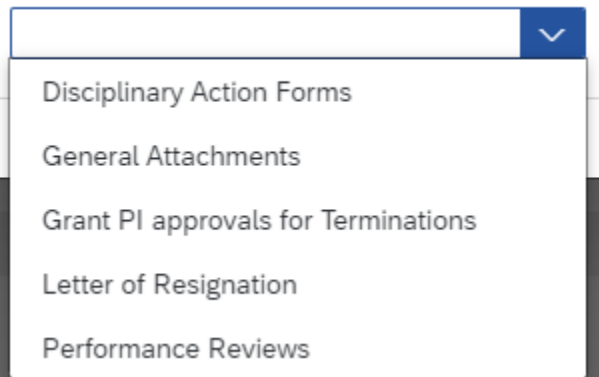 Disciplinary Action Forms
General Attachments
Grant PI approvals for Terminations
Letter of Resignation
Performance Reviews